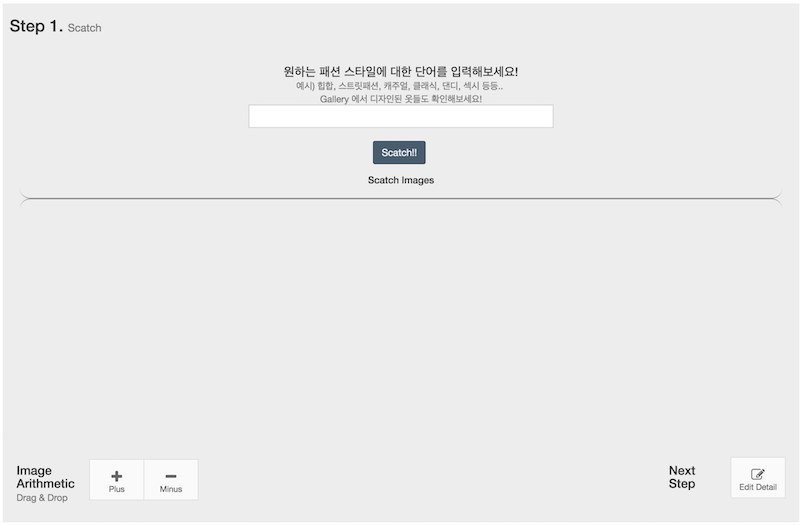 Step 1. Scatch
원하는 패션 스타일에 대한 단어를 입력해보세요!
예시) 힙합, 스트릿패션, 캐주얼, 클래식, 댄디, 섹시 등등..
Gallery 에서 디자인된 옷들도 확인해보세요!
Scatch!!
Scatch Images
Image
Arithmetic
Drag & Drop
Plus
Minus
Next
Step
Edit Detail